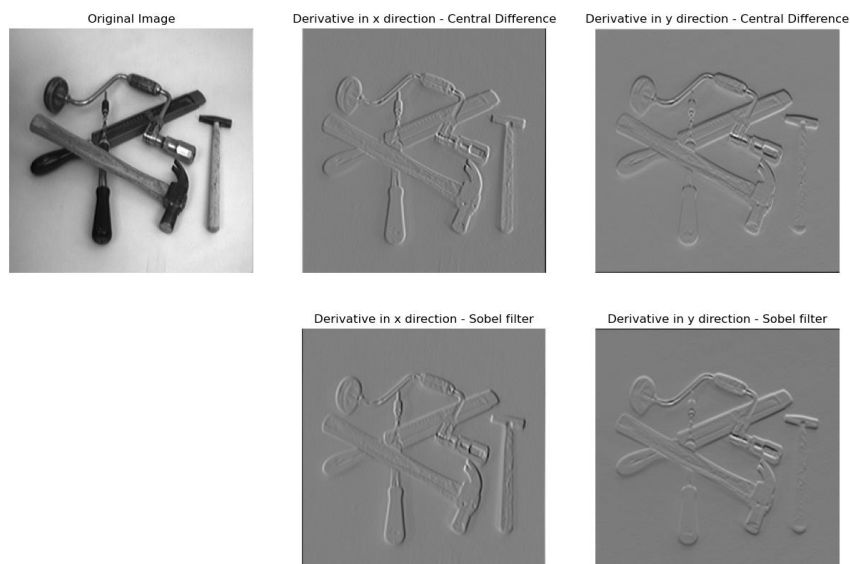 Original Image
Derivative in x direction - Central Difference
Derivative in y direction - Central Difference
Derivative in x direction - Sobel filter
Derivative in y direction - Sobel filter